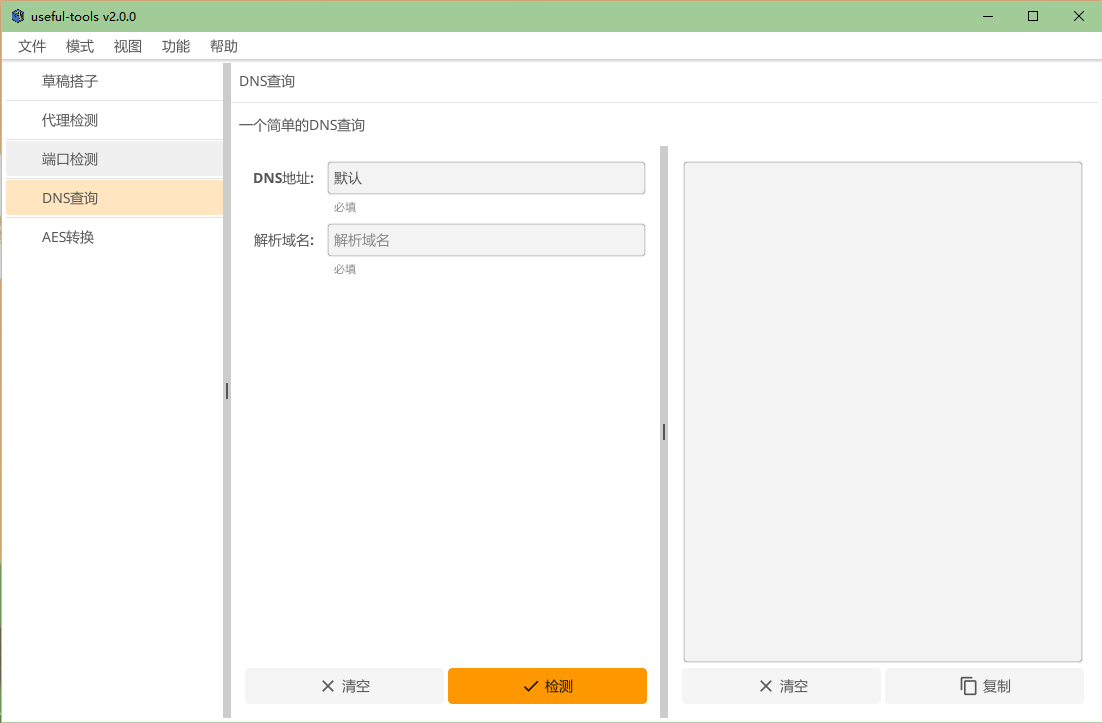 useful-tools v2.0.0
文件 模式 视图 功能 帮助
草稿搭子
代理检测
端口检测
DNS查询
AES转换
DNS查询
一个简单的DNS查询
DNS地址: 默认
必填
解析域名: 解析域名
必填
清空 检测
清空 复制